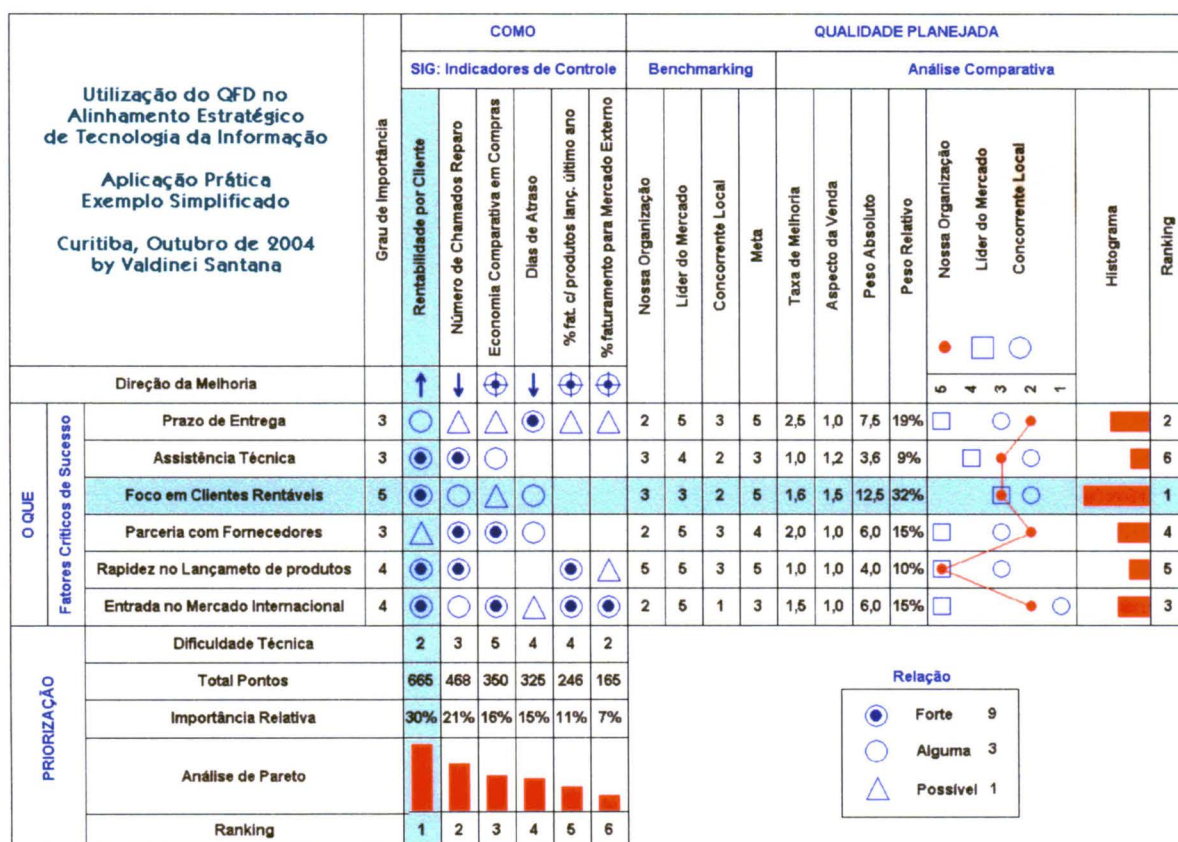 Utilização do QFD no
Alinhamento Estratégico
de Tecnologia da Informação
Aplicação Prática
Exemplo Simplificado
Curitiba, Outubro de 2004
by Valdinei Santana
Grau de Importância
COMO
SIG: Indicadores de Controle
Rentabilidade por Cliente
Número de Chamados Reparo
Economia Comparativa em Compras
Dias de Atraso
% fat. c/ produtos lanç. último ano
% faturamento para Mercado Externo
QUALIDADE PLANEJADA
Benchmarking
Nossa Organização
Líder do Mercado
Concorrente Local
Meta
Análise Comparativa
Taxa de Melhoria
Aspecto da Venda
Peso Absoluto
Peso Relativo
Nossa Organização
Líder do Mercado
Concorrente Local
Histograma
Ranking
Direção da Melhoria
5 4 3 2 1
O QUE
Fatores Críticos de Sucesso
Prazo de Entrega 3 2 5 3 5 2,5 1,0 7,5 19% 2
Assistência Técnica 3 3 4 2 3 1,0 1,2 3,6 9% 6
Foco em Clientes Rentáveis 5 3 3 2 5 1,6 1,5 12,5 32% 1
Parceria com Fornecedores 3 2 5 3 4 2,0 1,0 6,0 15% 4
Rapidez no Lançameto de produtos 4 5 5 3 5 1,0 1,0 4,0 10% 5
Entrada no Mercado Internacional 4 2 5 1 3 1,5 1,0 6,0 15% 3
PRIORIZAÇÃO
Dificuldade Técnica 2 3 5 4 4 2
Total Pontos 665 468 350 325 246 165
Importância Relativa 30% 21% 16% 15% 11% 7%
Análise de Pareto
Ranking 1 2 3 4 5 6
Relação
Forte 9
Alguma 3
Possível 1